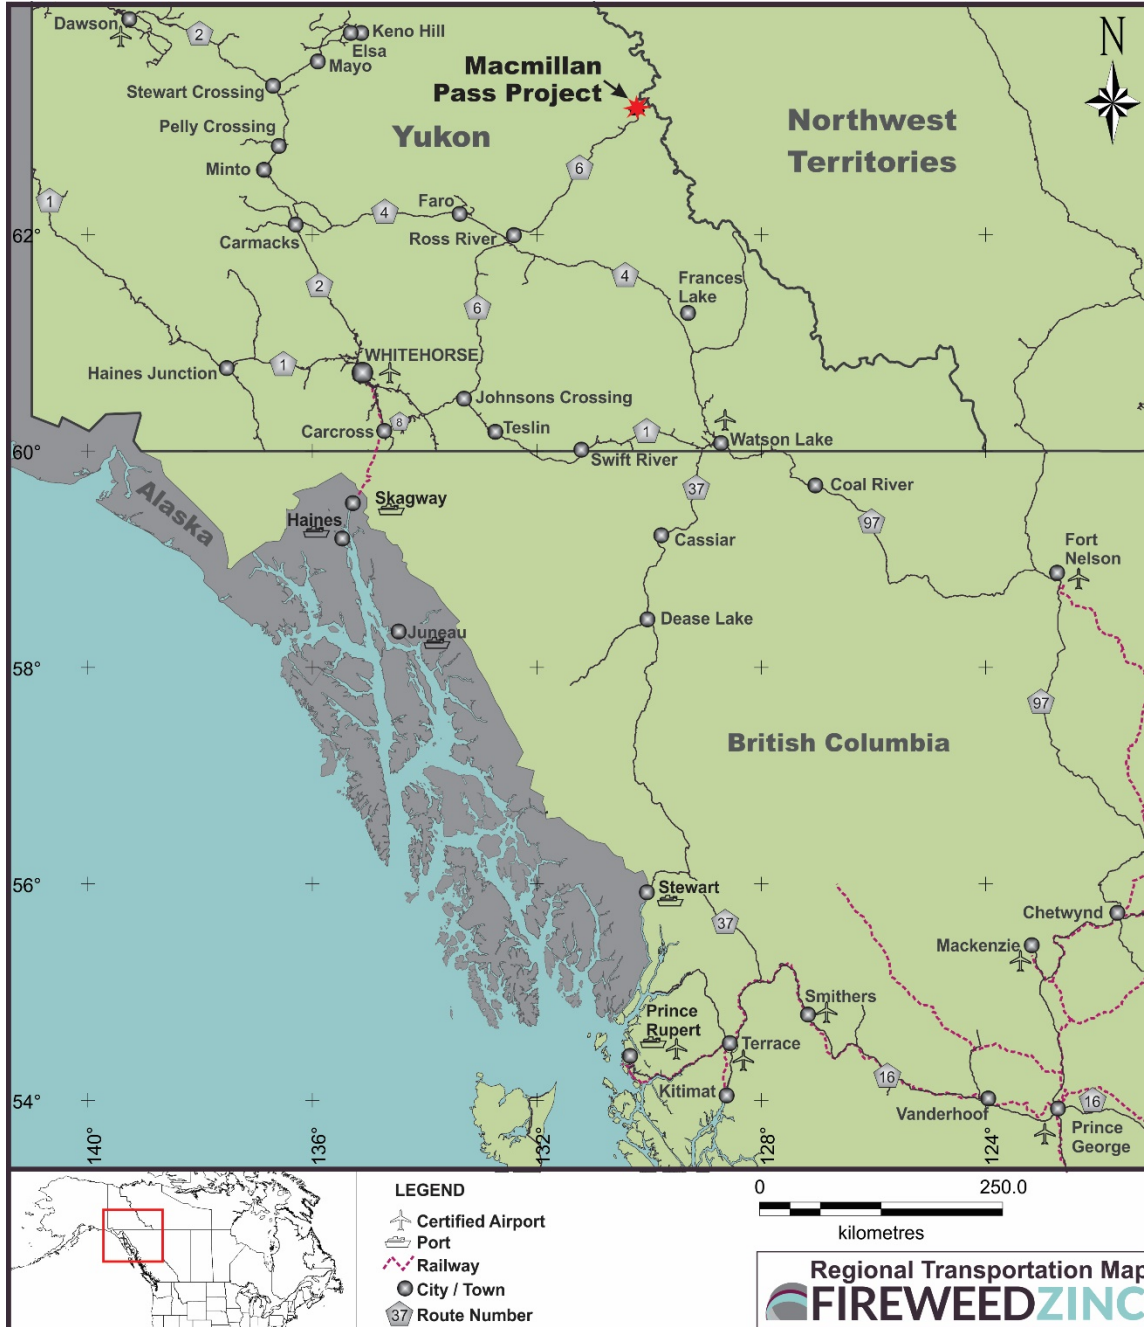 Dawson
2
Keno Hill
Elsa
Mayo
Stewart Crossing
Pelly Crossing
Minto
Macmillan
Pass Project
N
Yukon
Northwest
Territories
1
6
Faro
4
Ross River
62°
Carmacks
2
6
4
Frances
Lake
WHITEHORSE
1
Haines Junction
Johnsons Crossing
8
Carcross
Teslin
1
Watson Lake
60°
Swift River
37
Coal River
Alaska
Skagway
Haines
97
Cassiar
Fort
Nelson
Juneau
Dease Lake
58°
97
British Columbia
56°
Stewart
37
Chetwynd
Mackenzie
Smithers
Prince
Rupert
Terrace
16
16
Kitimat
54°
Vanderhoof
Prince
George
140°
136°
132°
128°
124°
LEGEND
Certified Airport
Port
Railway
City / Town
37 Route Number
0 250.0
kilometres
Regional Transportation Map
FIREWEEDZINC